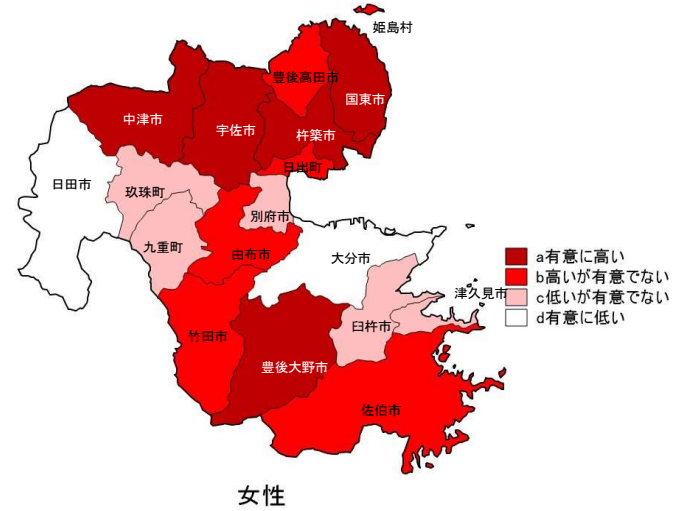 姫島村
豊後高田市
国東市
中津市
宇佐市
杵築市
日出町
日田市
玖珠町
別府市
九重町
由布市
大分市
a有意に高い
b高いが有意でない
c低いが有意でない
d有意に低い
津久見市
臼杵市
竹田市
豊後大野市
佐伯市
女性